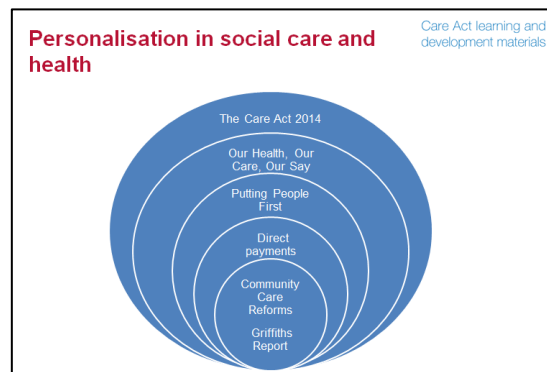 Personalisation in social care and
health
Care Act learning and
development materials
The Care Act 2014
Our Health, Our
Care, Our Say
Putting People
First
Direct
payments
Community
Care
Reforms
Griffiths
Report